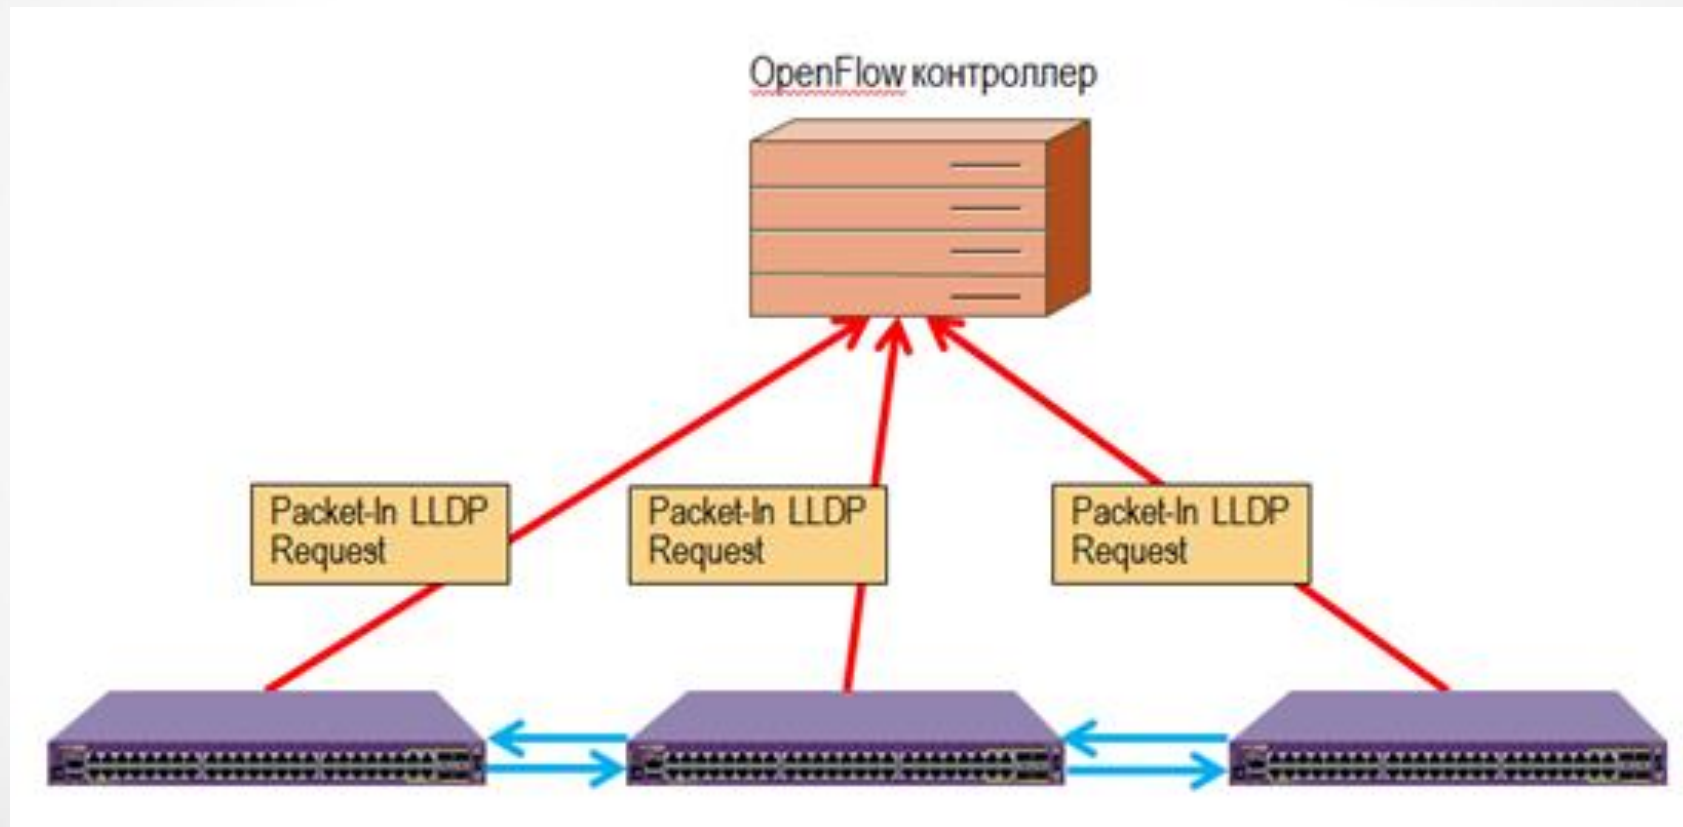 OpenFlow контроллер
Packet-In LLDP
Request
Packet-In LLDP
Request
Packet-In LLDP
Request